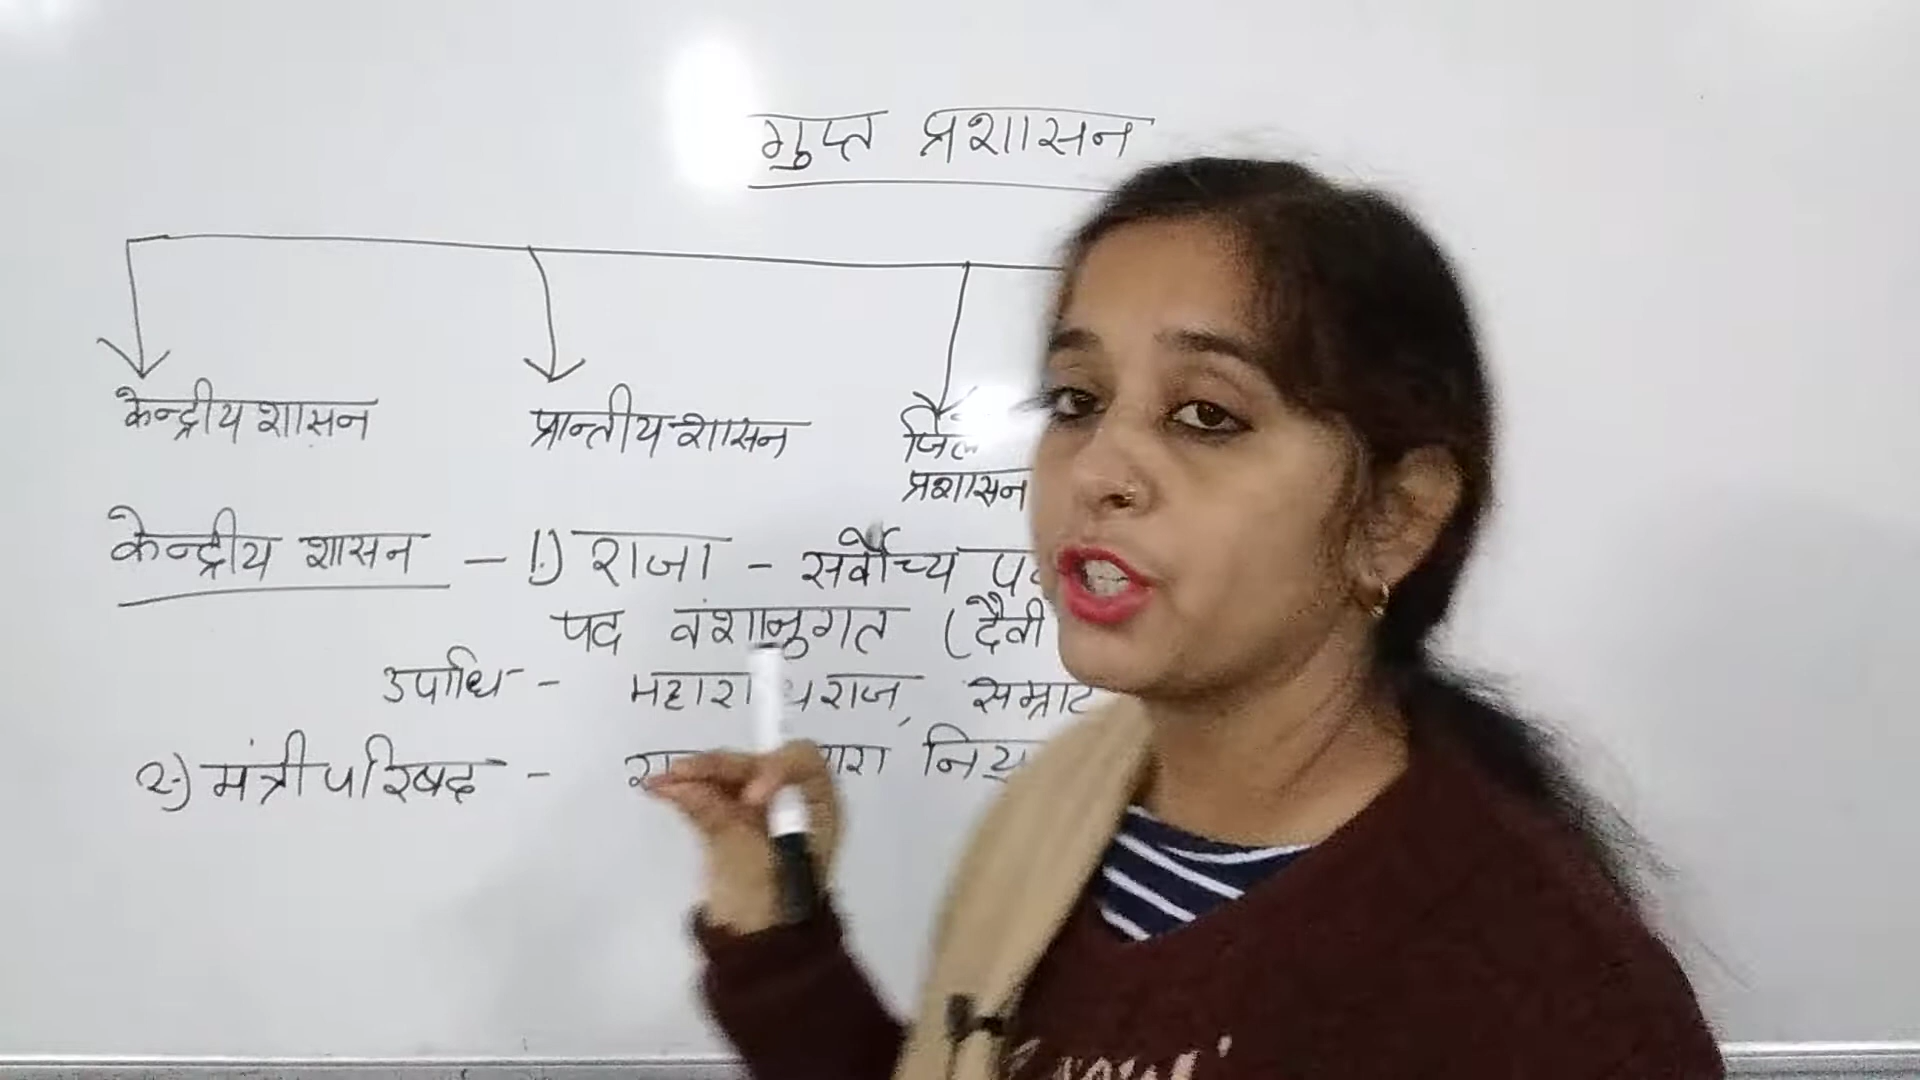 गुप्त प्रशासन
केन्द्रीय शासन प्रान्तीय शासन
प्रशासन
केन्द्रीय शासन - 1.) राजा - सर्वोच्य
पद वंशानुगत (दैवी
उपाधि - सम्राट
2.) मंत्रीपरिषद -